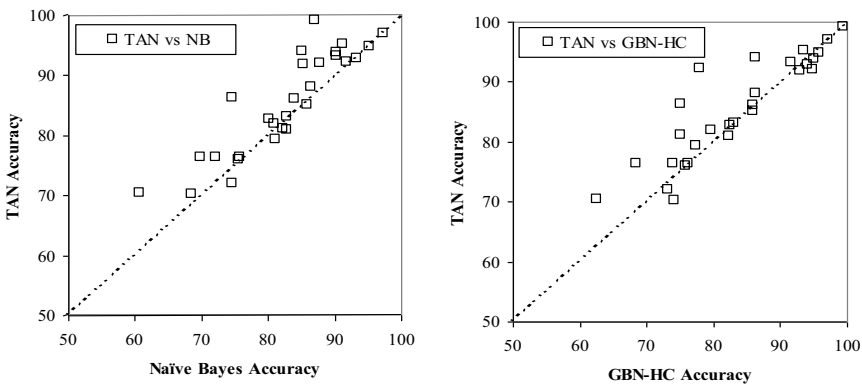 TAN vs NB
TAN Accuracy
100
90
80
70
60
50
50 60 70 80 90 100
Naïve Bayes Accuracy
TAN vs GBN-HC
TAN Accuracy
100
90
80
70
60
50
50 60 70 80 90 100
GBN-HC Accuracy